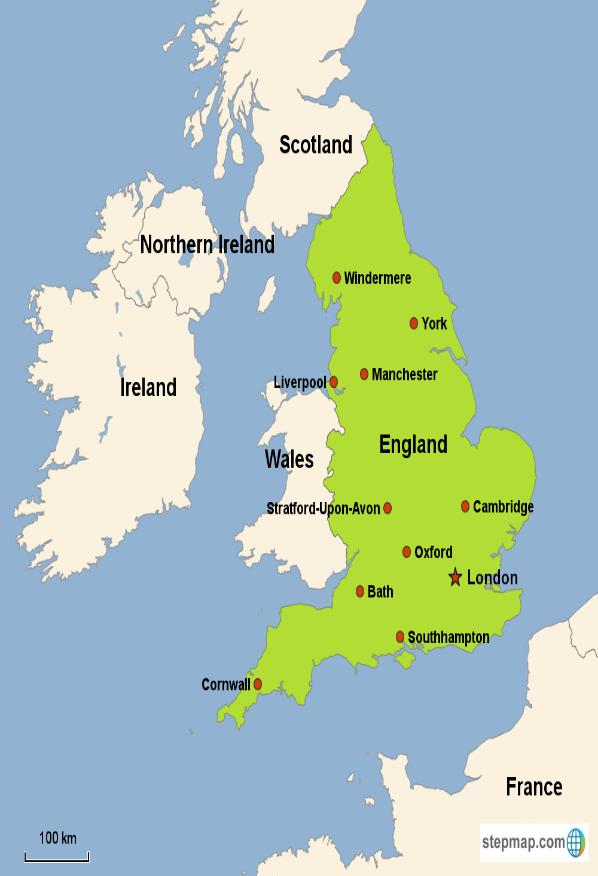 Scotland
Northern Ireland
Windermere
York
Manchester
Liverpool
Ireland
England
Wales
Stratford-Upon-Avon
Cambridge
Oxford
London
Bath
Southhampton
Cornwall
France
100 km
stepmap.com